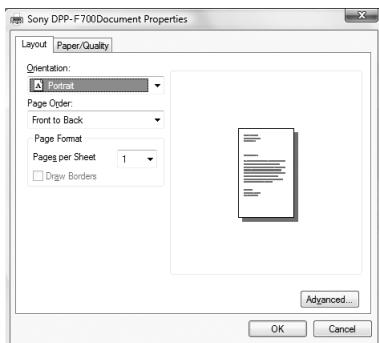 Sony DPP-F700Document Properties
Layout
Paper/Quality
Orientation:
A Portrait
Page Order:
Front to Back
Page Format
Pages per Sheet 1
Draw Borders
Advanced...
OK
Cancel